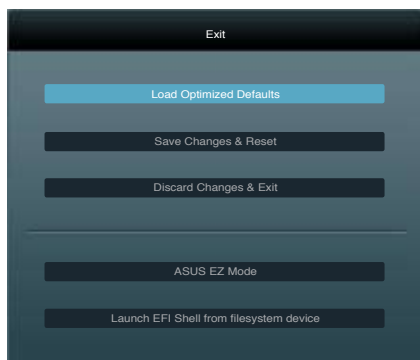 Exit
Load Optimized Defaults
Save Changes & Reset
Discard Changes & Exit
ASUS EZ Mode
Launch EFI Shell from filesystem device